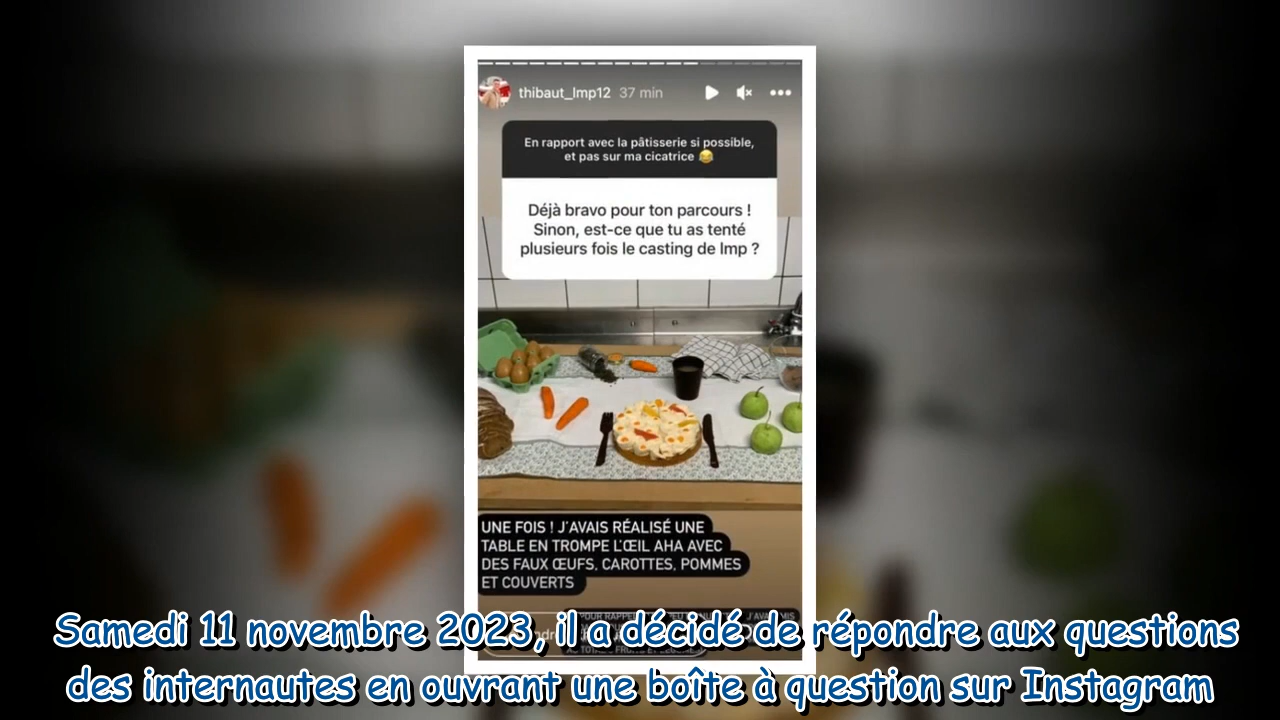 thibaut_lmp12 37 min
En rapport avec la pâtisserie si possible,
et pas sur ma cicatrice 😂
Déjà bravo pour ton parcours !
Sinon, est-ce que tu as tenté
plusieurs fois le casting de lmp ?
UNE FOIS ! J'AVAIS RÉALISÉ UNE
TABLE EN TROMPE L'ŒIL AHA AVEC
DES FAUX ŒUFS, CAROTTES, POMMES
ET COUVERTS
Samedi 11 novembre 2023, il a décidé de répondre aux questions
des internautes en ouvrant une boîte à question sur Instagram